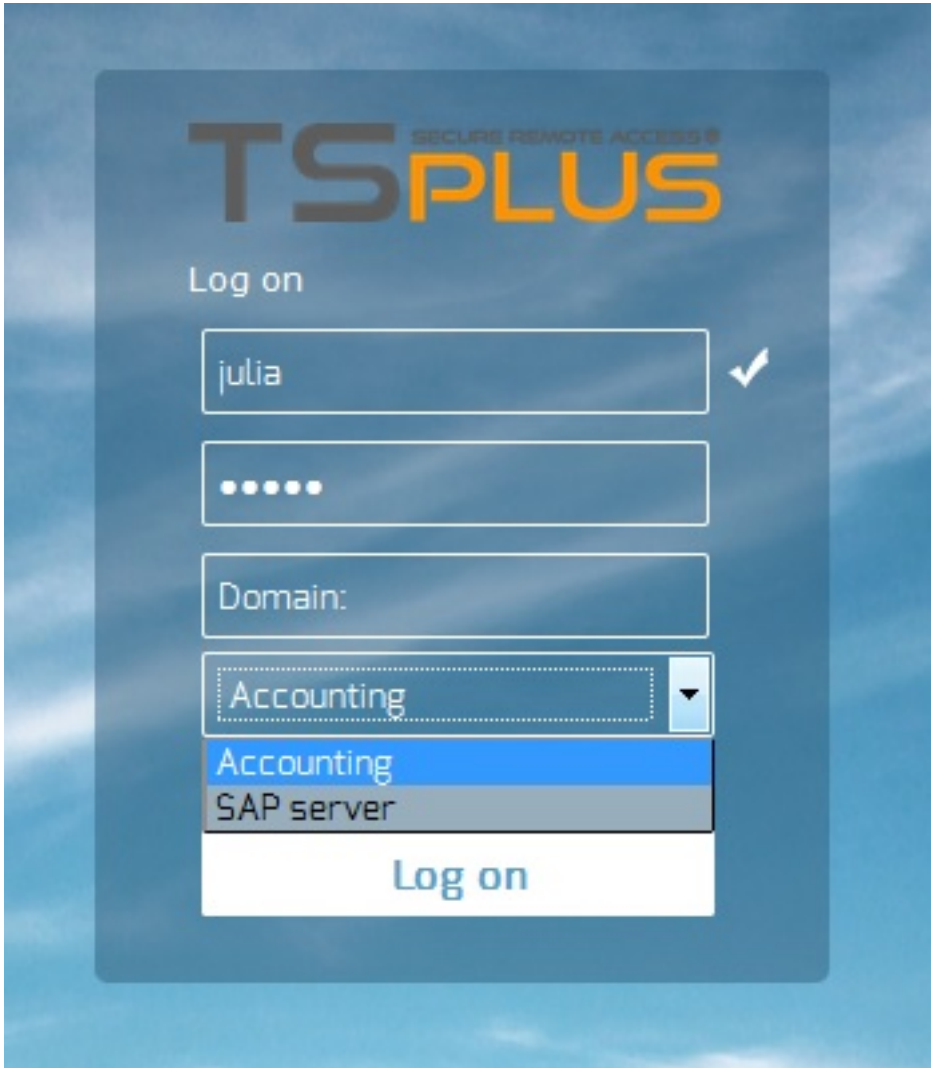 SECURE REMOTE ACCESS®
TSPLUS
Log on
julia
•••••
Domain:
Accounting
Accounting
SAP server
Log on